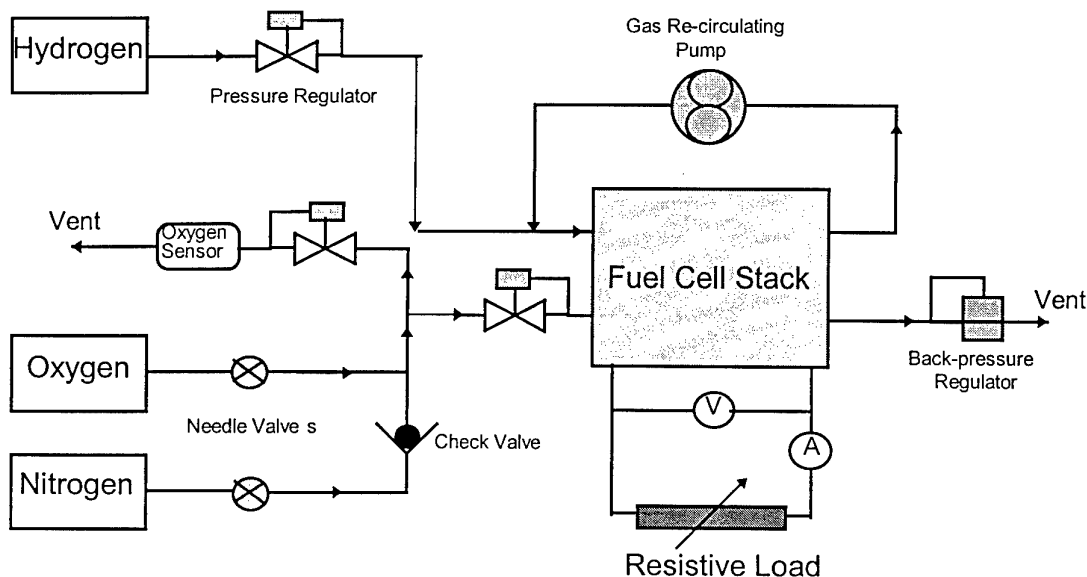 Hydrogen
Pressure Regulator
Gas Re-circulating
Pump
Vent
Oxygen
Sensor
Fuel Cell Stack
Vent
Back-pressure
Regulator
Oxygen
Needle Valve s
Check Valve
V
A
Nitrogen
Resistive Load